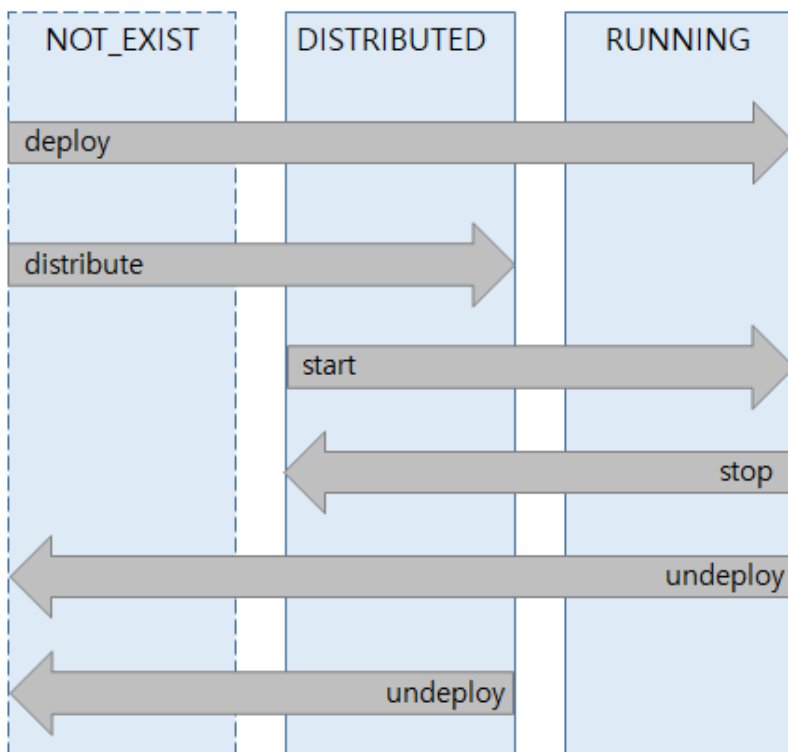 NOT_EXIST DISTRIBUTED RUNNING
deploy
distribute
start
stop
undeploy
undeploy